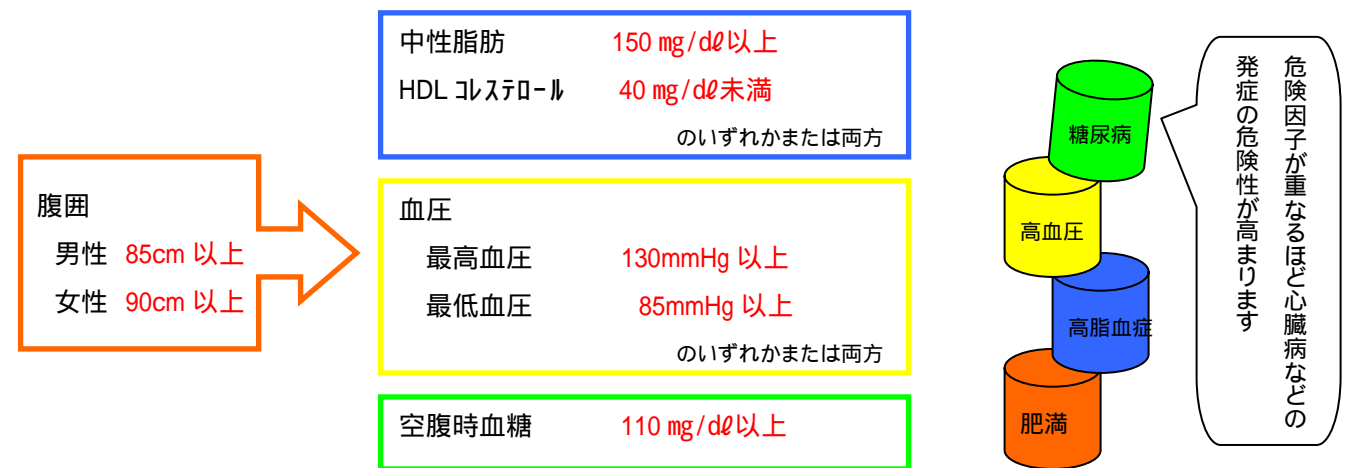 腹囲
男性 85cm 以上
女性 90cm 以上
中性脂肪 150 ㎎/dℓ以上
HDL ｺﾚｽﾃﾛｰﾙ 40 ㎎/dℓ未満
のいずれかまたは両方
血圧
最高血圧 130mmHg 以上
最低血圧 85mmHg 以上
のいずれかまたは両方
空腹時血糖 110 ㎎/dℓ以上
糖尿病
高血圧
高脂血症
肥満
危険因子が重なるほど心臓病などの
発症の危険性が高まります